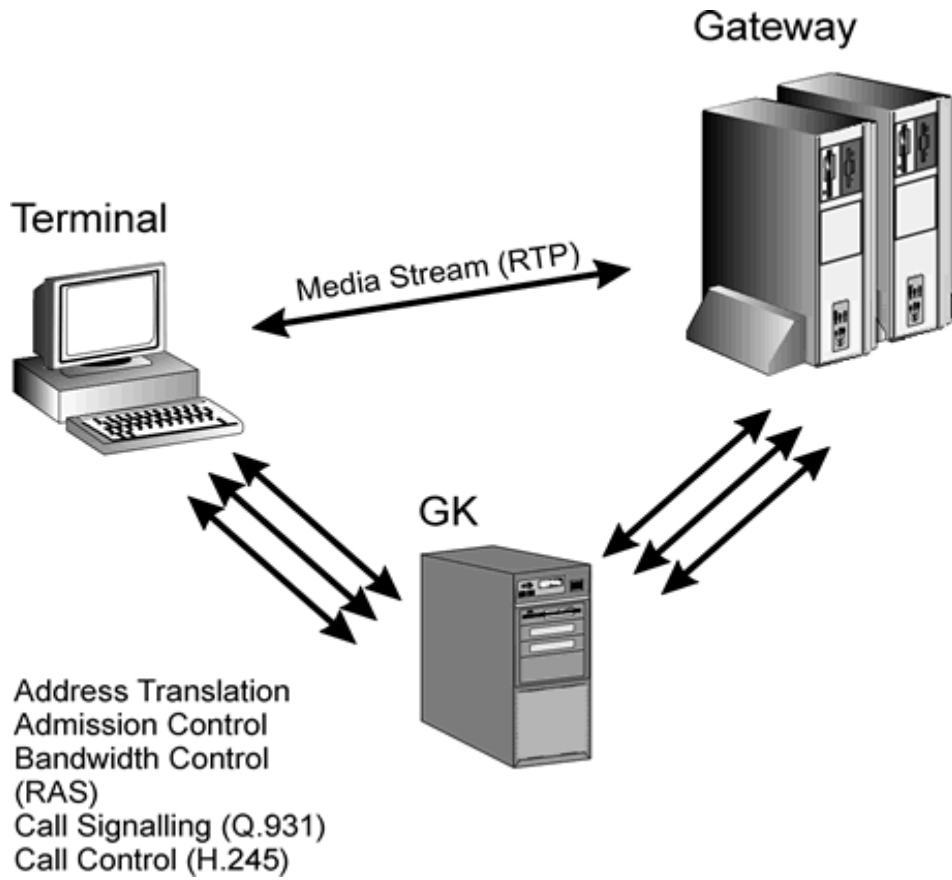 Gateway
Terminal
Media Stream (RTP)
GK
Address Translation
Admission Control
Bandwidth Control
(RAS)
Call Signalling (Q.931)
Call Control (H.245)